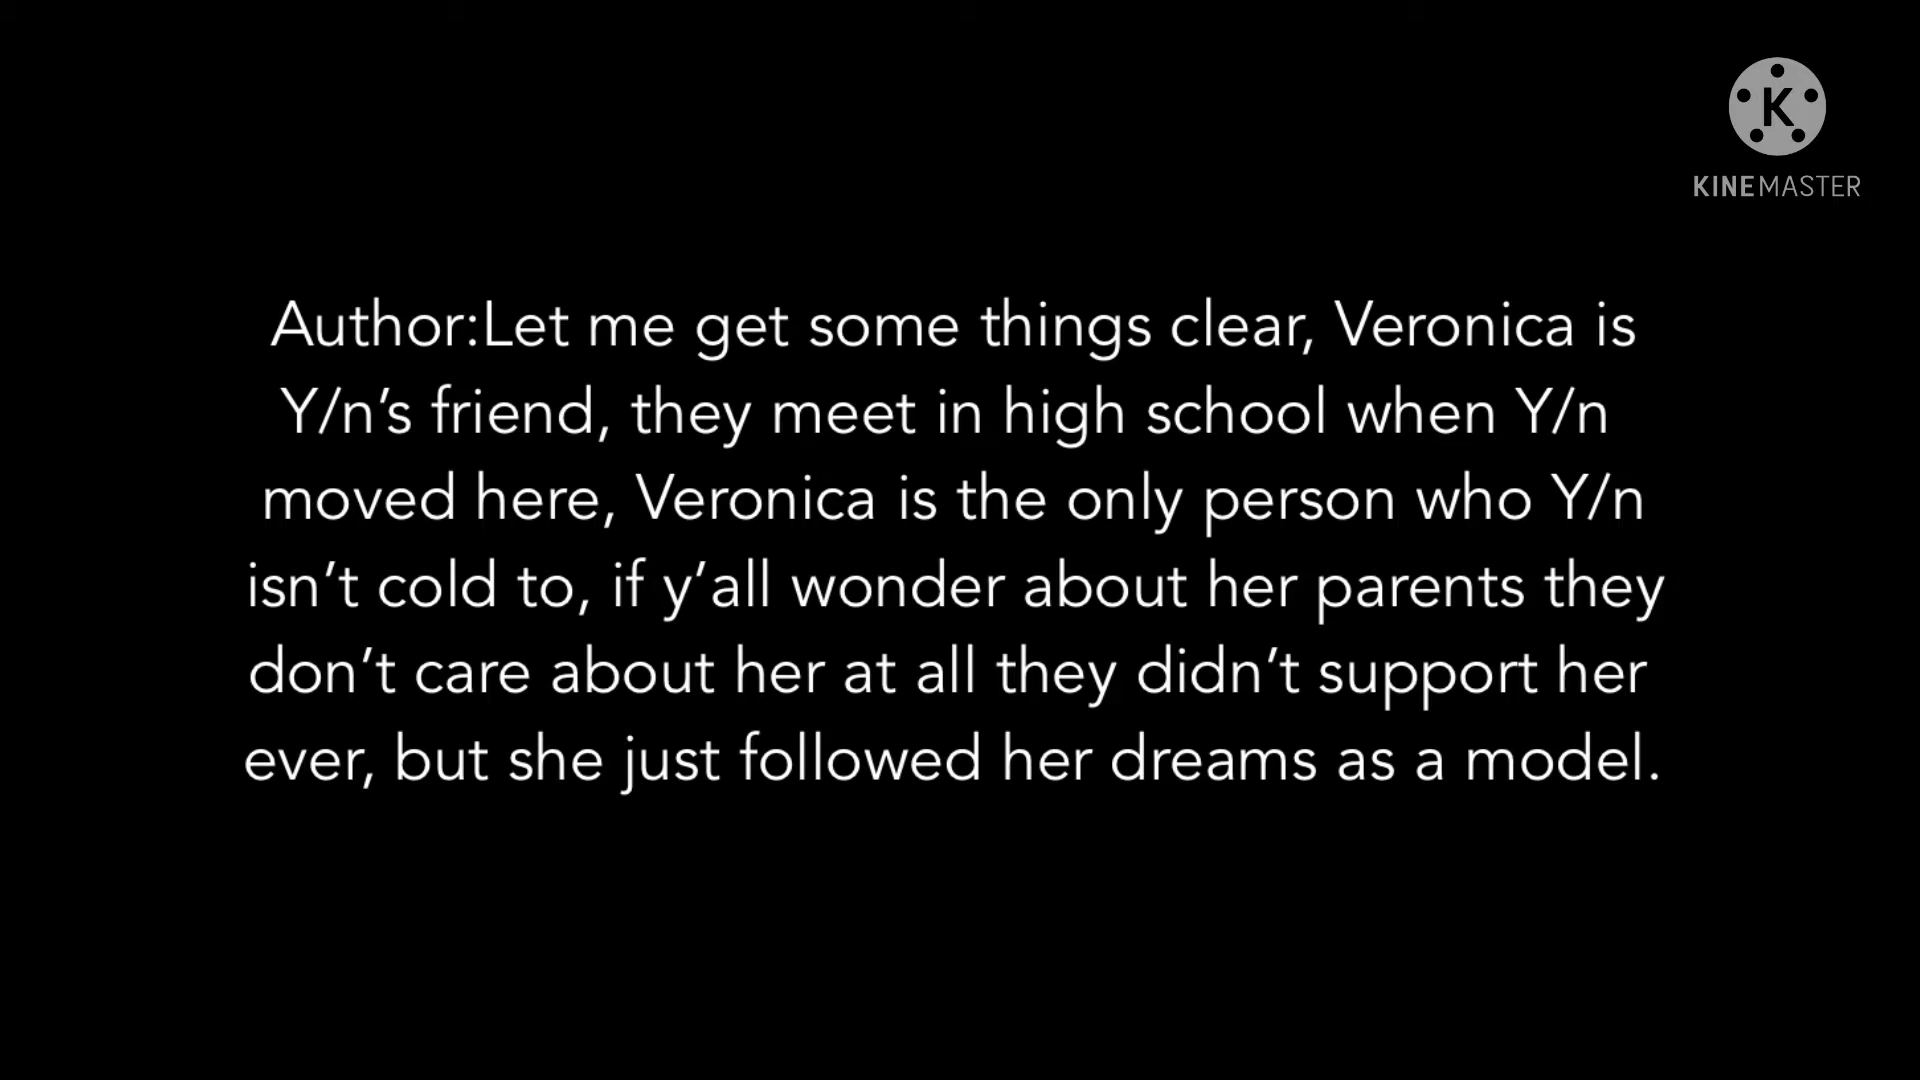 K
KINEMASTER
Author:Let me get some things clear, Veronica is
Y/n’s friend, they meet in high school when Y/n
moved here, Veronica is the only person who Y/n
isn’t cold to, if y’all wonder about her parents they
don’t care about her at all they didn’t support her
ever, but she just followed her dreams as a model.